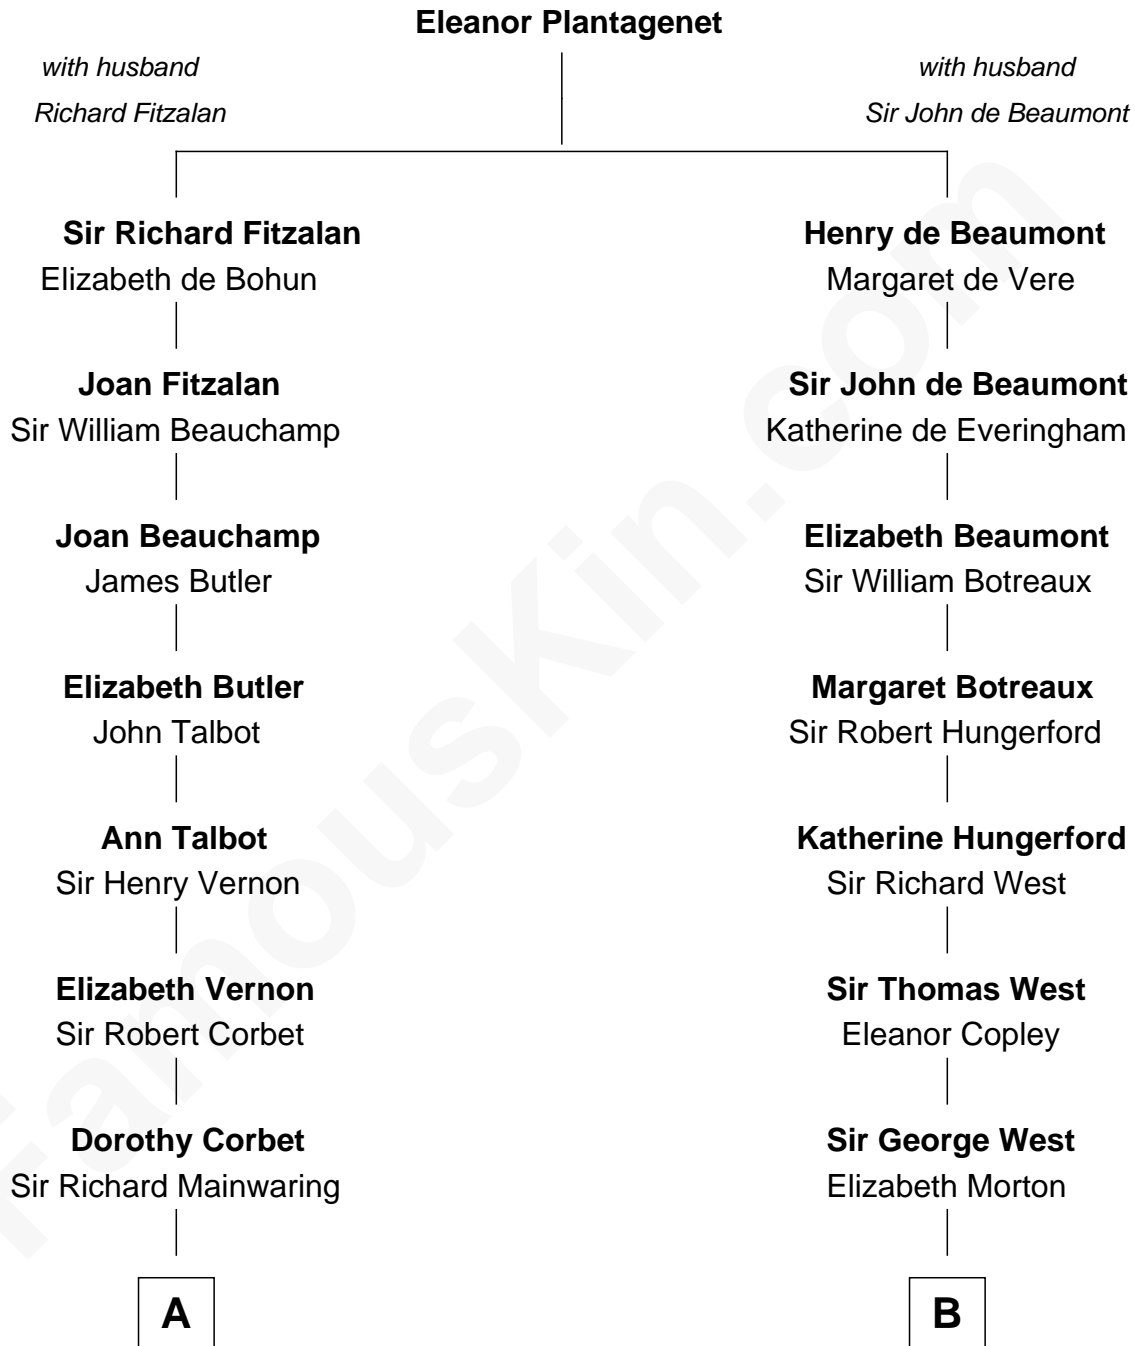 Eleanor Plantagenet
with husband
Richard Fitzalan
with husband
Sir John de Beaumont
Sir Richard Fitzalan
Elizabeth de Bohun
Henry de Beaumont
Margaret de Vere
Joan Fitzalan
Sir William Beauchamp
Sir John de Beaumont
Katherine de Everingham
Joan Beauchamp
James Butler
Elizabeth Beaumont
Sir William Botreaux
Elizabeth Butler
John Talbot
Margaret Botreaux
Sir Robert Hungerford
Ann Talbot
Sir Henry Vernon
Katherine Hungerford
Sir Richard West
Elizabeth Vernon
Sir Robert Corbet
Sir Thomas West
Eleanor Copley
Dorothy Corbet
Sir Richard Mainwaring
Sir George West
Elizabeth Morton
A
B
FamousKin.com